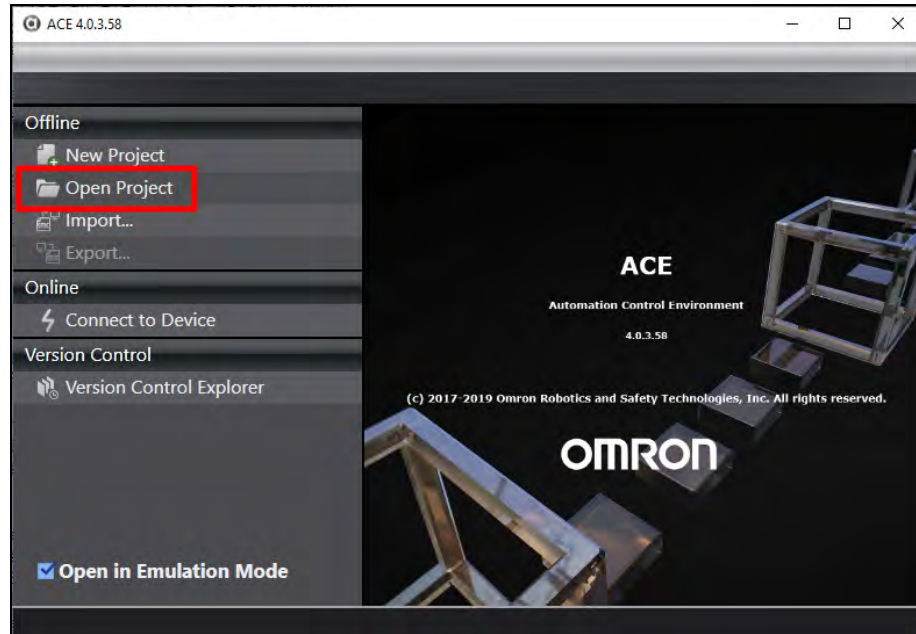 ACE 4.0.3.58
Offline
New Project
Open Project
Import...
Export...
Online
Connect to Device
Version Control
Version Control Explorer
Open in Emulation Mode
ACE
Automation Control Environment
4.0.3.58
(c) 2017-2019 Omron Robotics and Safety Technologies, Inc. All rights reserved.
OMRON